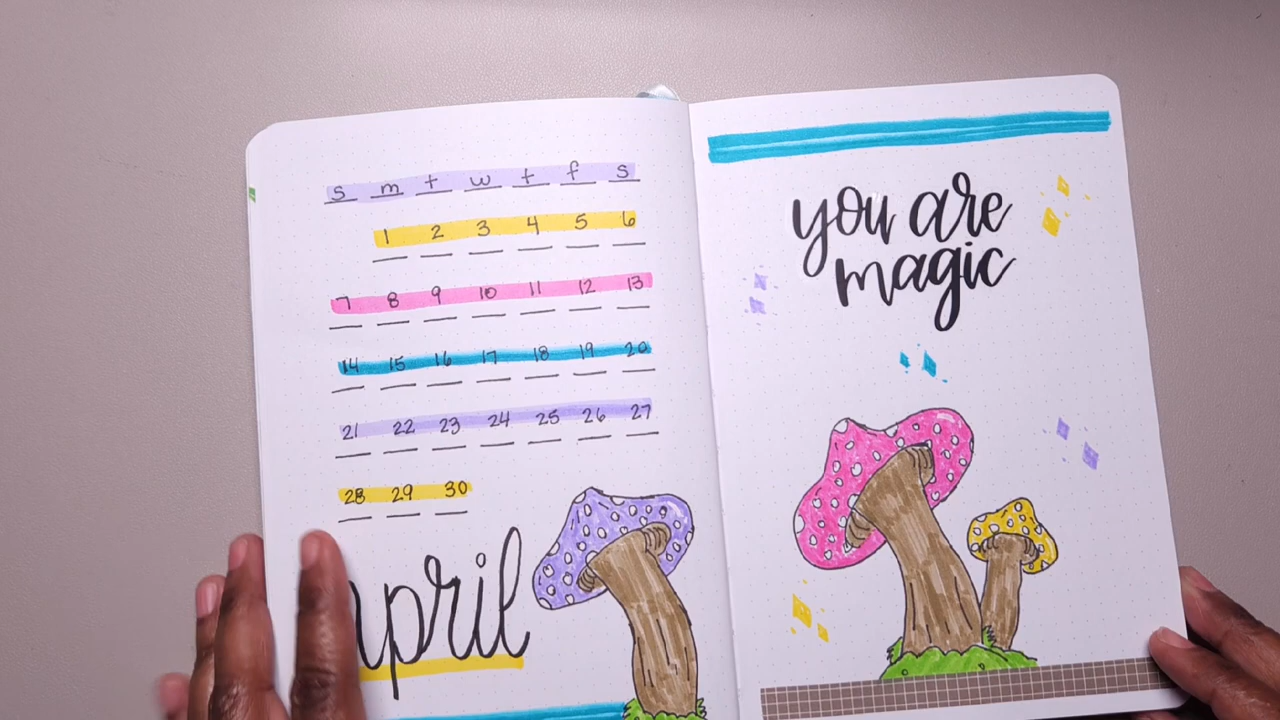 s m t w t f s
1 2 3 4 5 6
7 8 9 10 11 12 13
14 15 16 17 18 19 20
21 22 23 24 25 26 27
28 29 30
april
you are
magic